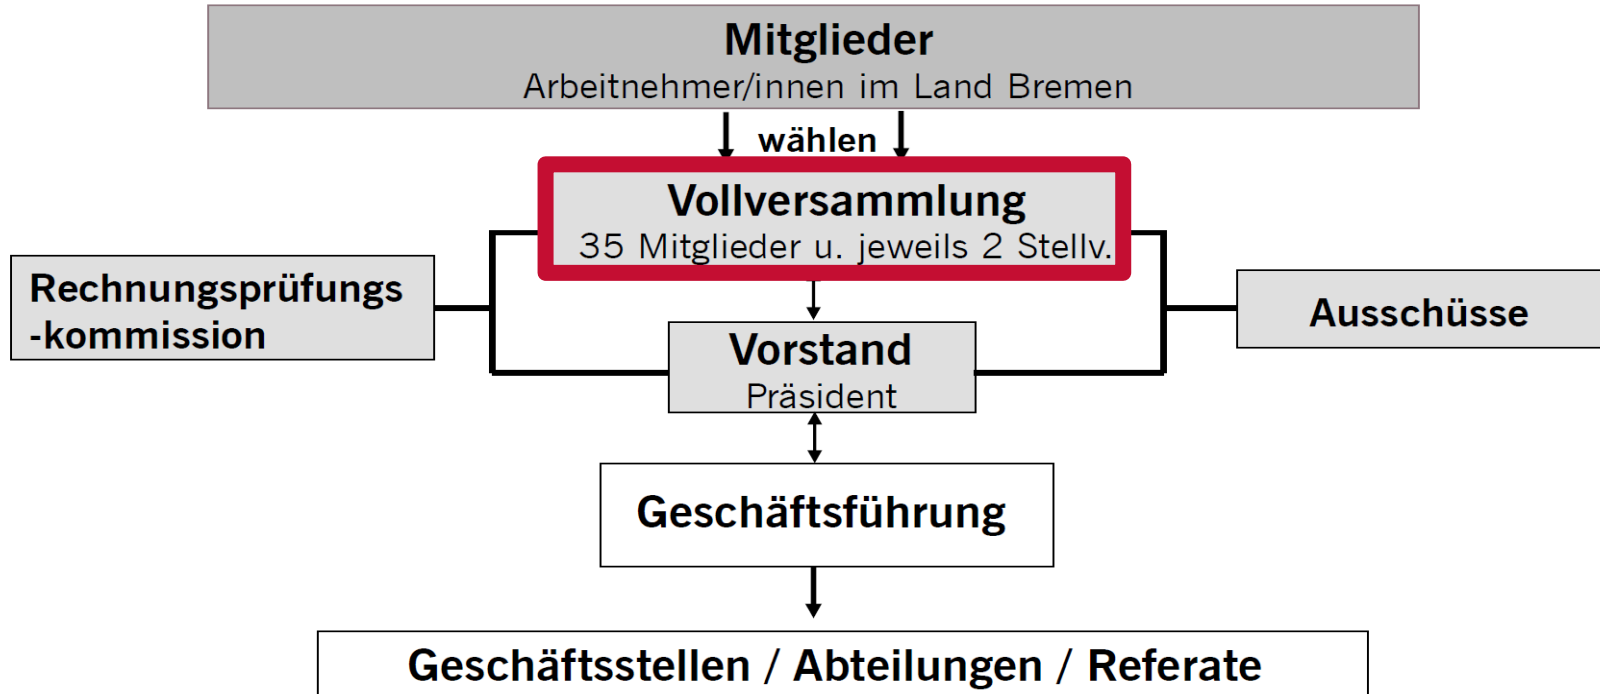 Mitglieder
Arbeitnehmer/innen im Land Bremen
wählen
Vollversammlung
35 Mitglieder u. jeweils 2 Stellv.
Rechnungsprüfungs
-kommission
Ausschüsse
Vorstand
Präsident
Geschäftsführung
Geschäftsstellen / Abteilungen / Referate